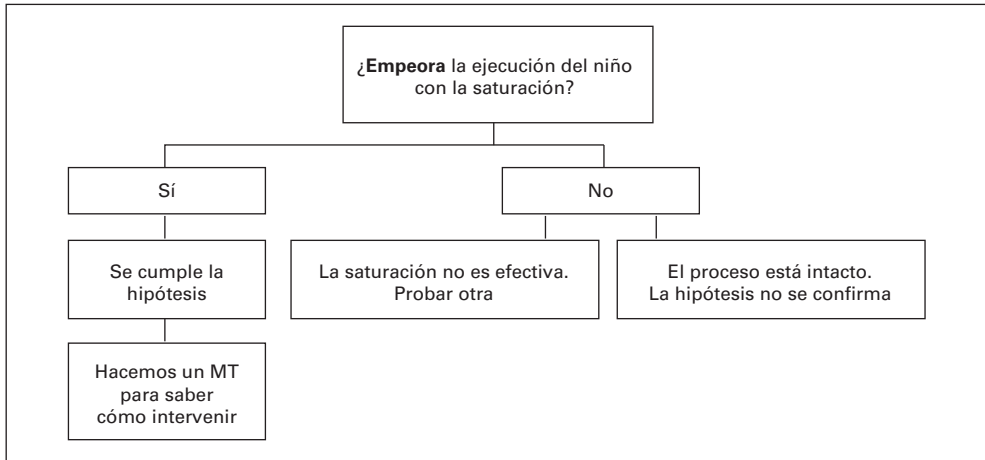 ¿Empeora la ejecución del niño
con la saturación?
Sí
No
Se cumple la
hipótesis
La saturación no es efectiva.
Probar otra
El proceso está intacto.
La hipótesis no se confirma
Hacemos un MT
para saber
cómo intervenir